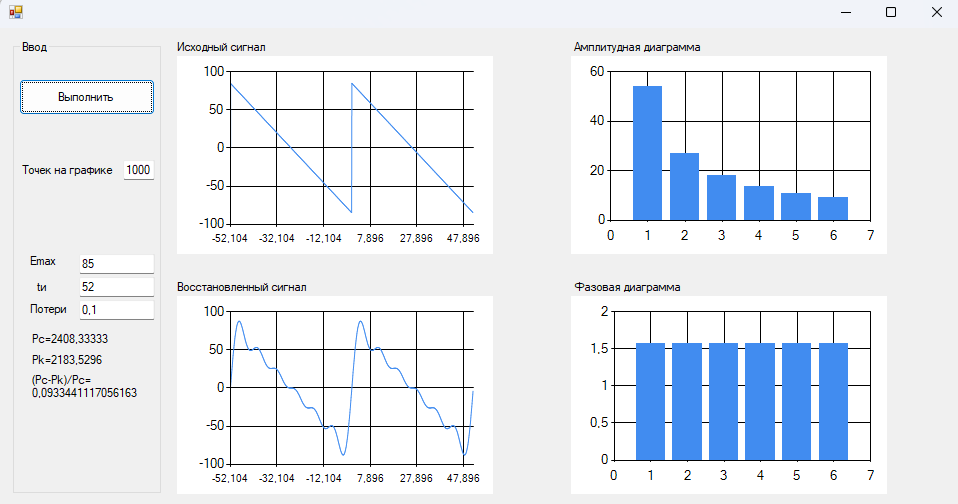 Ввод
Выполнить
Точек на графике 1000
Emax 85
tи 52
Потери 0,1
Pc=2408,33333
Pk=2183,5296
(Pc-Pk)/Pc=
0,0933441117056163
Исходный сигнал
100
50
0
-50
-100
-52,104 -32,104 -12,104 7,896 27,896 47,896
Амплитудная диаграмма
60
40
20
0
0 1 2 3 4 5 6 7
Восстановленный сигнал
100
50
0
-50
-100
-52,104 -32,104 -12,104 7,896 27,896 47,896
Фазовая диаграмма
2
1,5
1
0,5
0
0 1 2 3 4 5 6 7